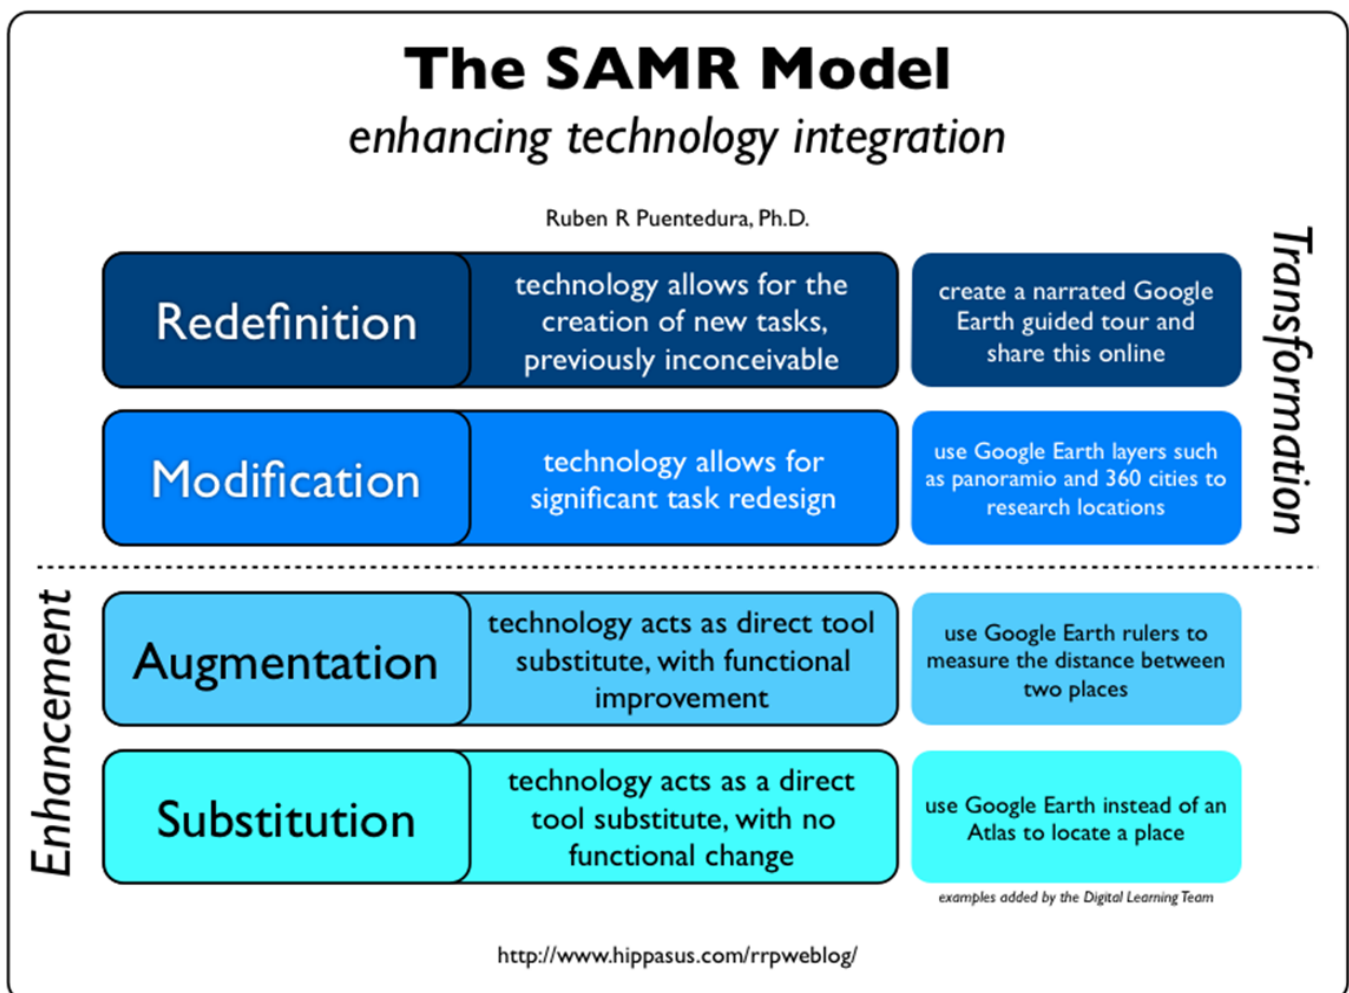 The SAMR Model
enhancing technology integration
Ruben R Puentedura, Ph.D.
Transformation
Redefinition
technology allows for the
creation of new tasks,
previously inconceivable
create a narrated Google
Earth guided tour and
share this online
Modification
technology allows for
significant task redesign
use Google Earth layers such
as panoramio and 360 cities to
research locations
Enhancement
Augmentation
technology acts as direct tool
substitute, with functional
improvement
use Google Earth rulers to
measure the distance between
two places
Substitution
technology acts as a direct
tool substitute, with no
functional change
use Google Earth instead of an
Atlas to locate a place
examples added by the Digital Learning Team
http://www.hippasus.com/rrpweblog/